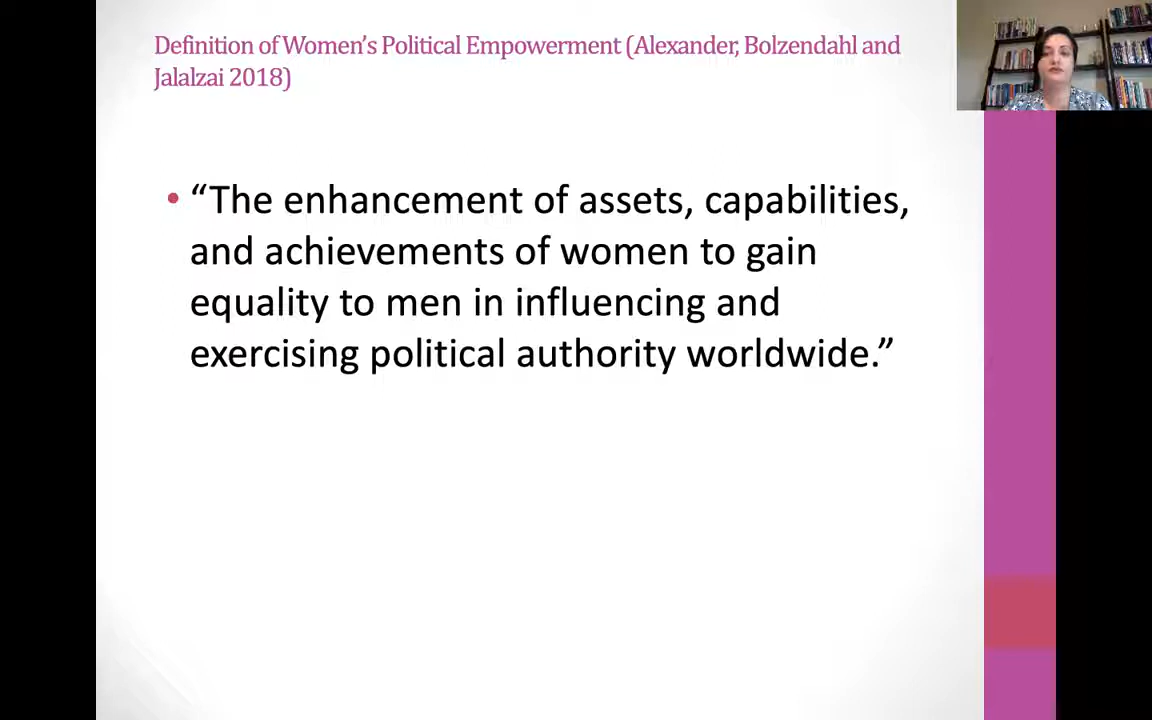 Definition of Women’s Political Empowerment (Alexander, Bolzendahl and
Jalalzai 2018)
• “The enhancement of assets, capabilities,
and achievements of women to gain
equality to men in influencing and
exercising political authority worldwide.”